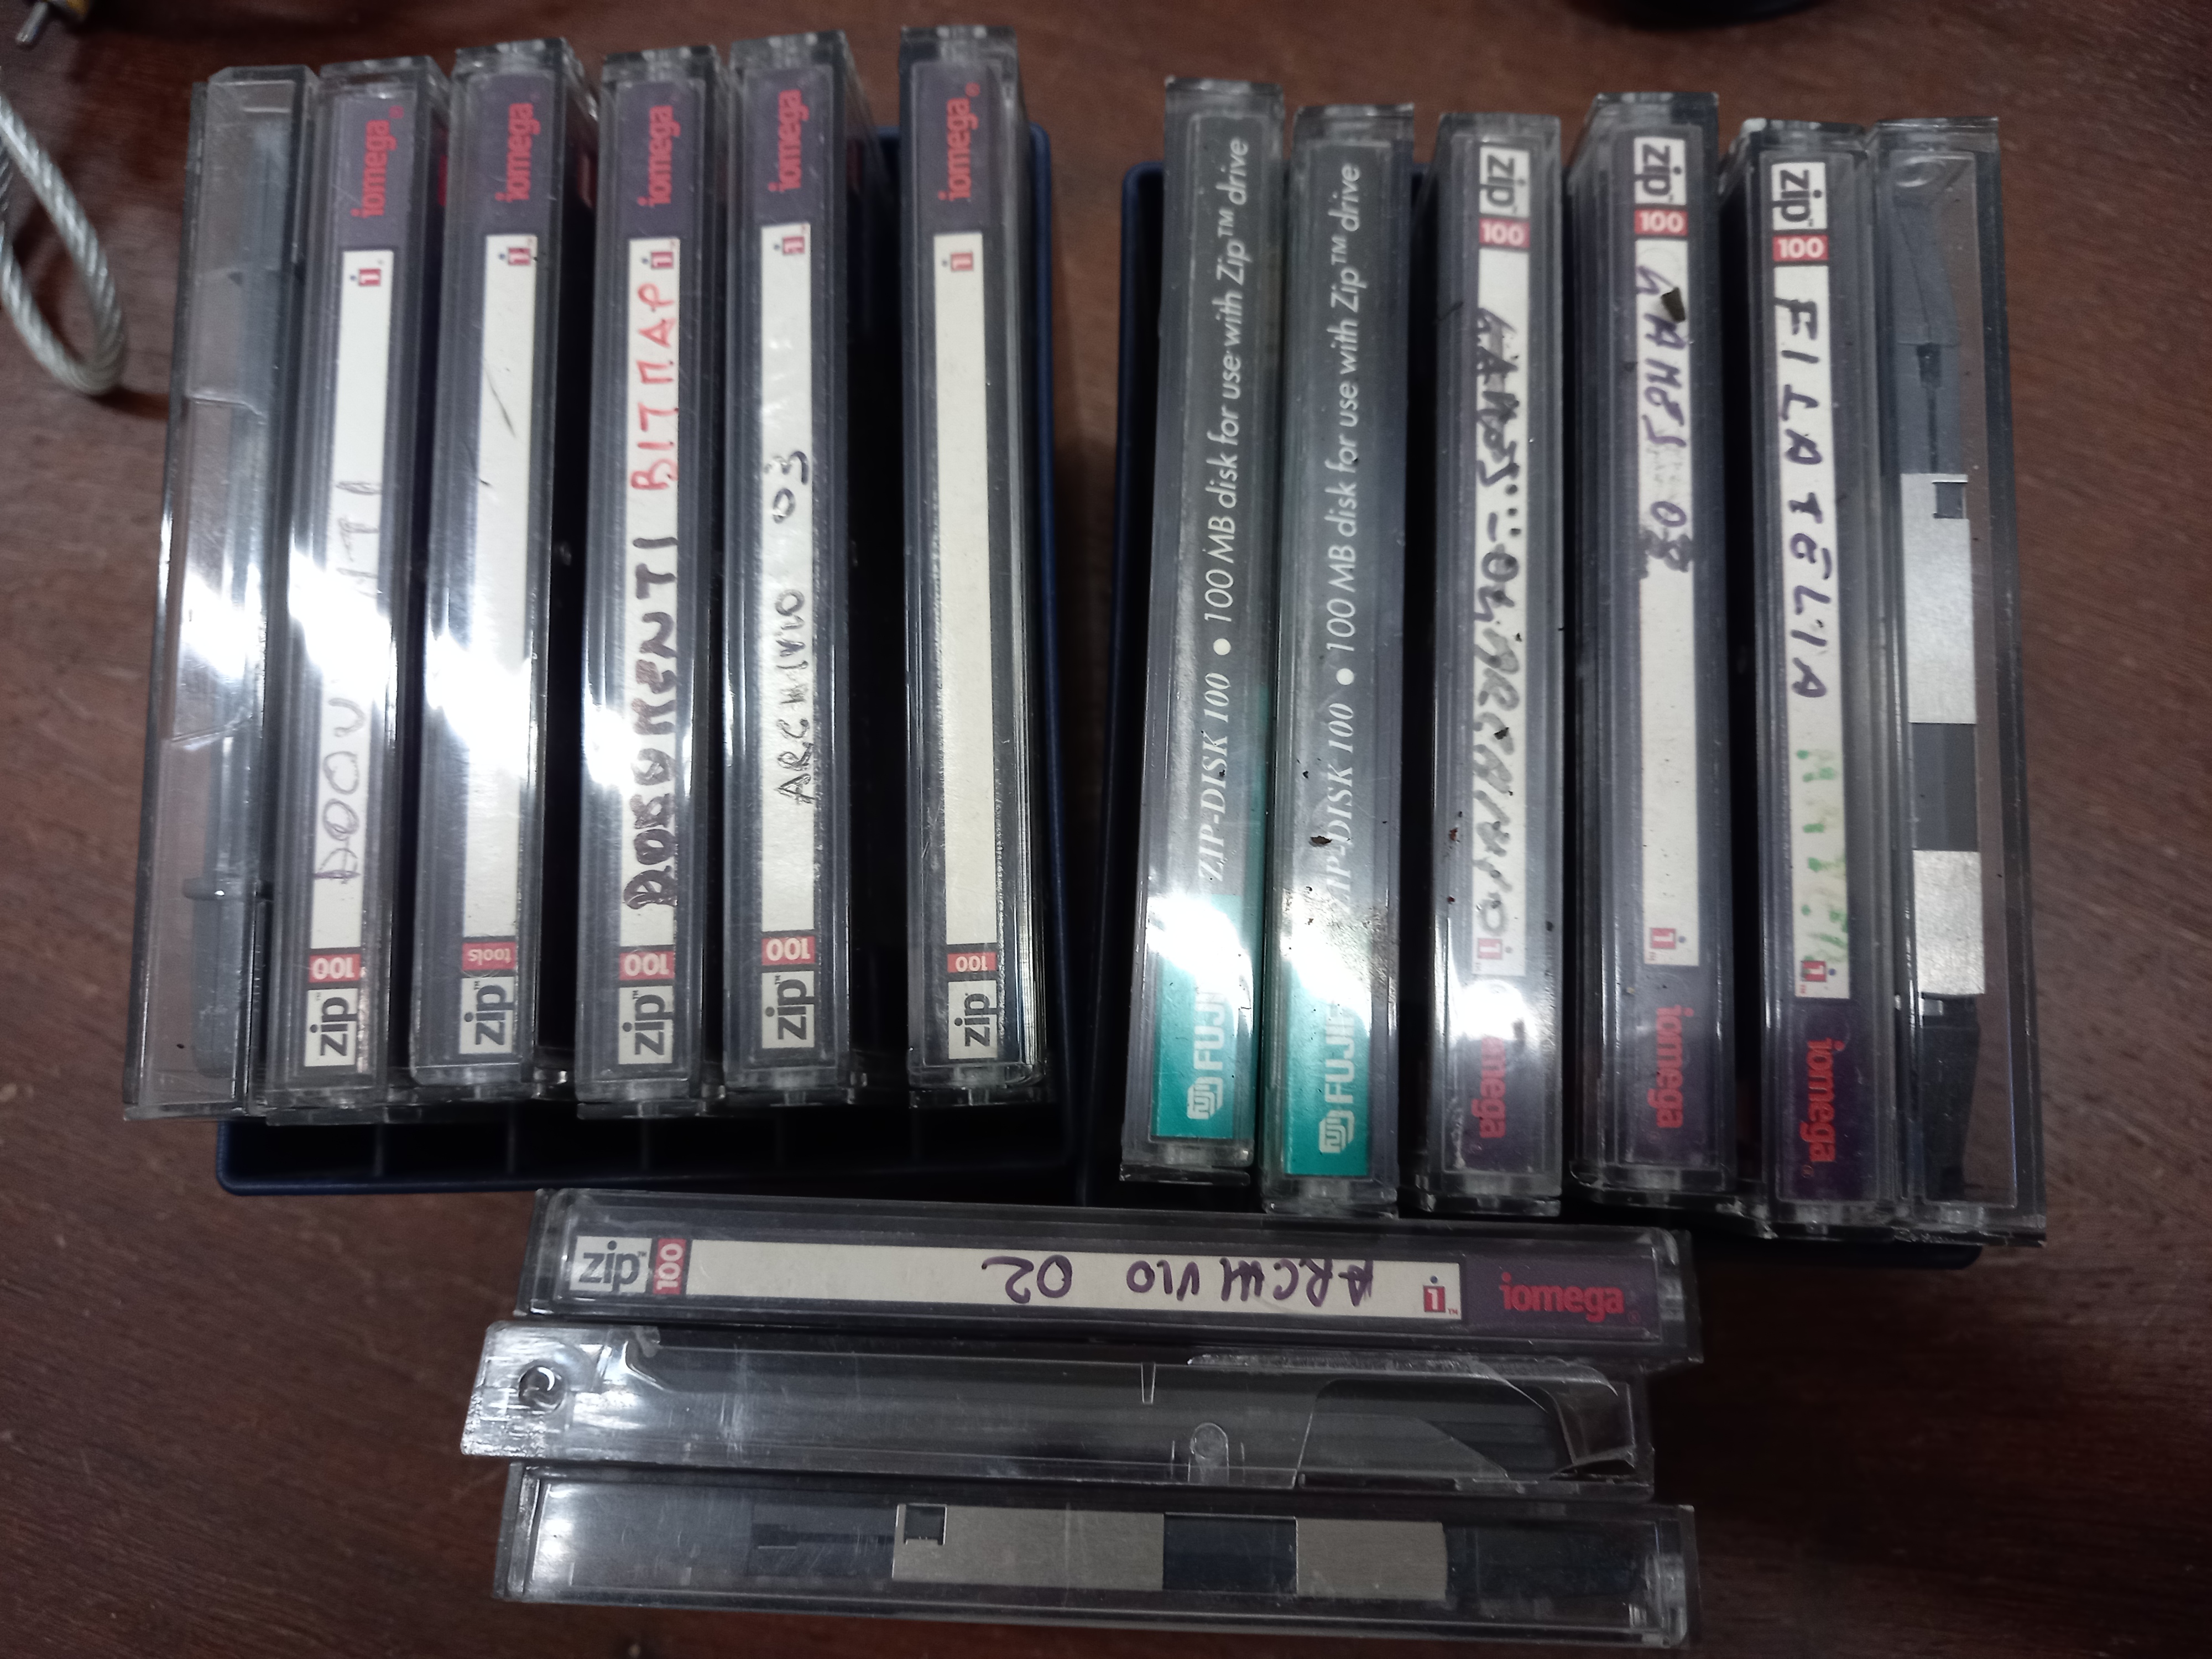 iomega
i
zip 100
iomega
i
tools
zip
iomega
i
DOCUMENTI BITMAP
100
zip
iomega
i
ARCHIVIO 03
100
zip
iomega
i
100
zip
FUJI
ZIP-DISK 100 • 100 MB disk for use with Zip™ drive
ZIP-DISK 100 • 100 MB disk for use with Zip™ drive
zip
100
i
zip
100
GAMES
i
iomega
zip
100
FILATELIA
i
iomega
zip 100 ARCHIVIO 02 i iomega